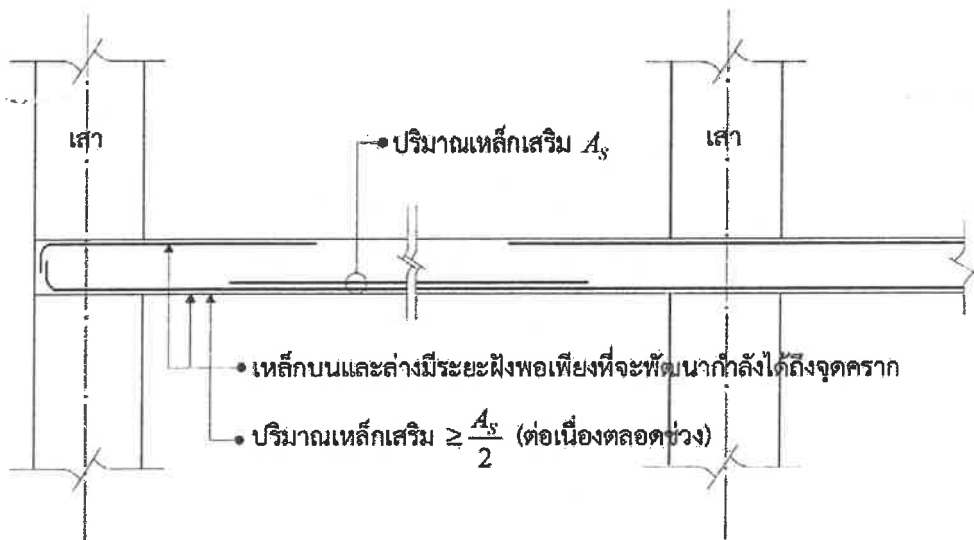 เสา
เสา
ปริมาณเหล็กเสริม A_s
เหล็กบนและล่างมีระยะฝังพอเพียงที่จะพัฒนากำลังได้ถึงจุดคราก
ปริมาณเหล็กเสริม ≥ A_s/2 (ต่อเนื่องตลอดช่วง)